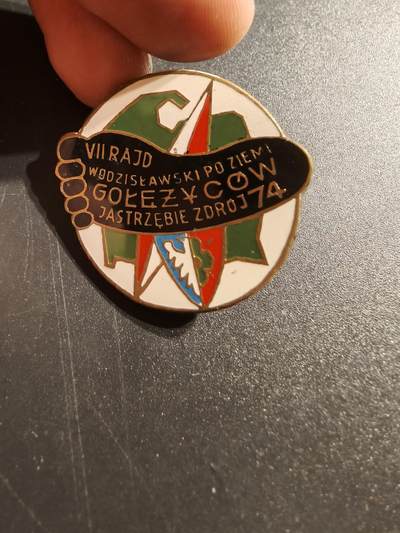 VII RAJD
WODZISŁAWSKI PO ZIEMI
GOŁĘŻYCÓW
JASTRZĘBIE ZDRÓJ 74